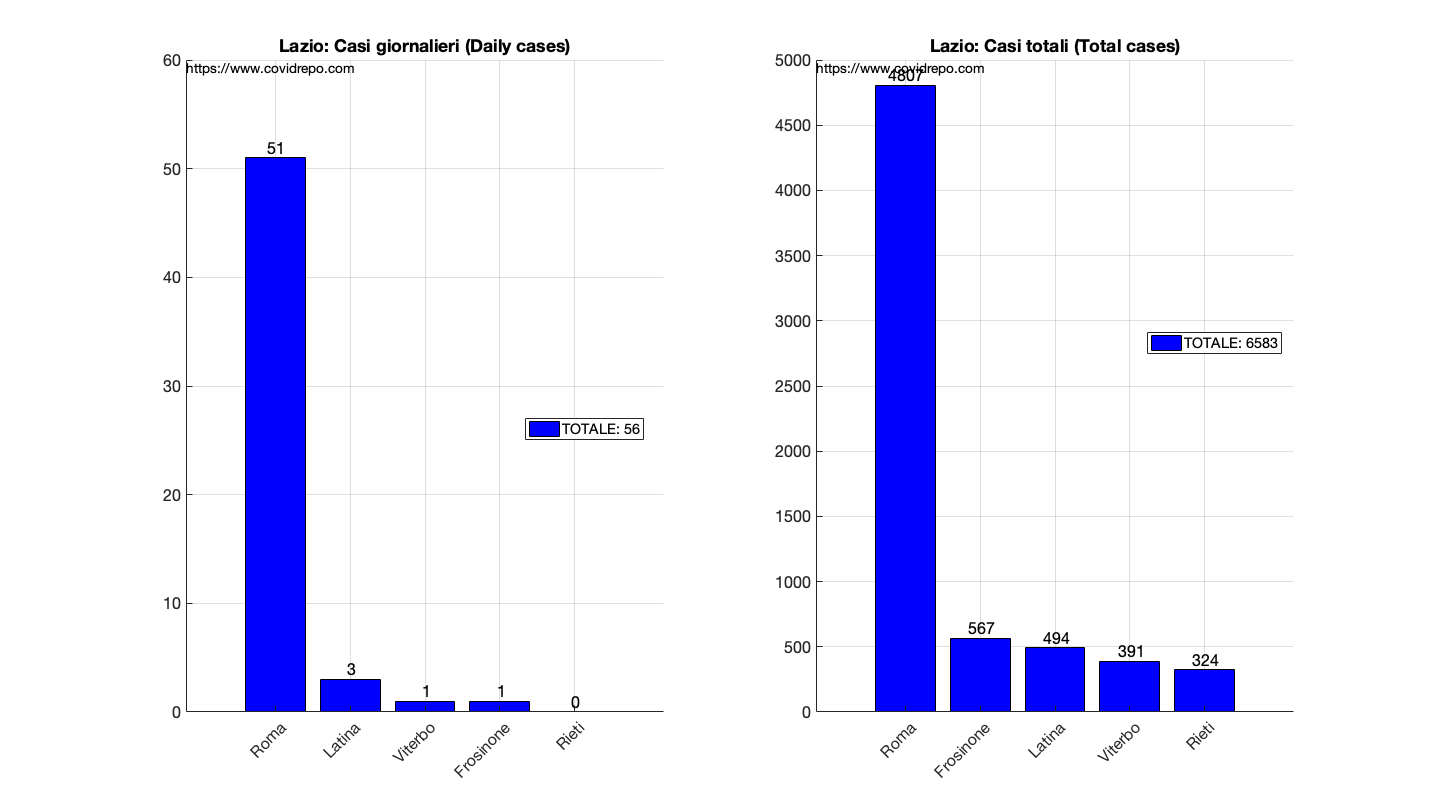 Lazio: Casi giornalieri (Daily cases)
https://www.covidrepo.com
60
50
40
30
20
10
0
51
3
1
1
0
TOTALE: 56
Roma
Latina
Viterbo
Frosinone
Rieti
Lazio: Casi totali (Total cases)
https://www.covidrepo.com
5000
4500
4000
3500
3000
2500
2000
1500
1000
500
0
4807
567
494
391
324
TOTALE: 6583
Roma
Frosinone
Latina
Viterbo
Rieti